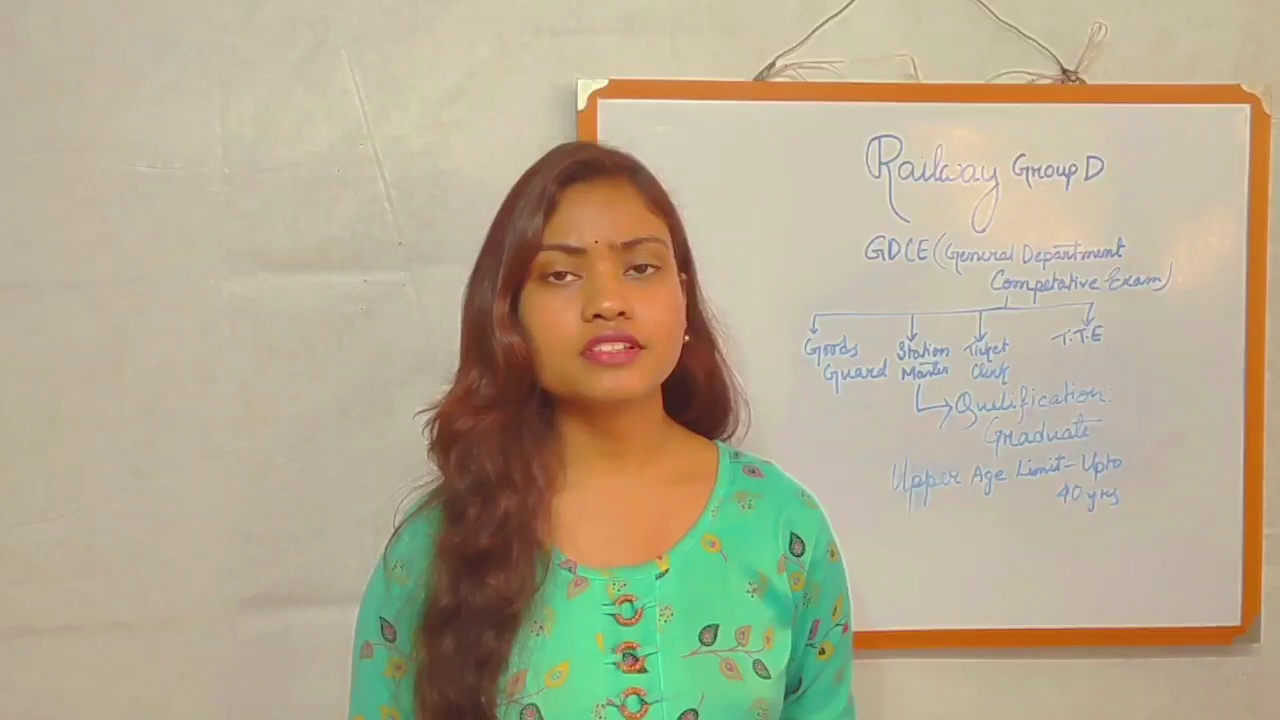 Railway Group D
GDCE (General Department
Competative Exam)
Goods Station Ticket T.T.E
Guard Master Clerk
Qualification:
Graduate
Upper Age Limit - Upto
40 yrs